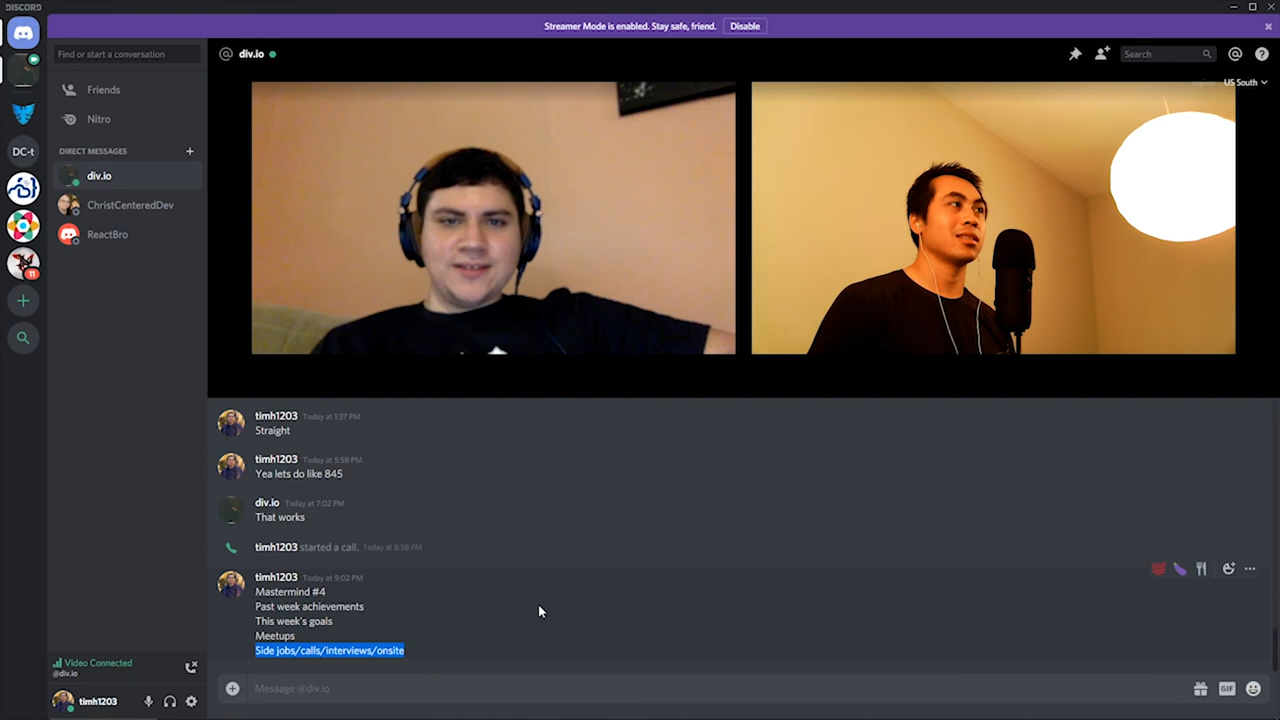 DISCORD
Streamer Mode is enabled. Stay safe, friend. Disable
Find or start a conversation
div.io
Search
US South
Friends
Nitro
DIRECT MESSAGES
div.io
ChristCenteredDev
ReactBro
DC-t
11
timh1203 Today at 1:37 PM
Straight
timh1203 Today at 5:58 PM
Yea lets do like 845
div.io Today at 7:02 PM
That works
timh1203 started a call. Today at 8:58 PM
timh1203 Today at 9:02 PM
Mastermind #4
Past week achievements
This week's goals
Meetups
Side jobs/calls/interviews/onsite
Video Connected
@div.io
timh1203
Message @div.io
GIF